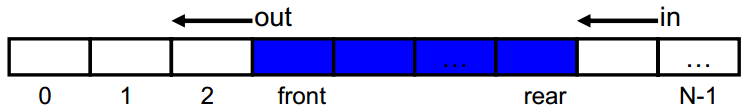 out in
... ...
0 1 2 front rear N-1